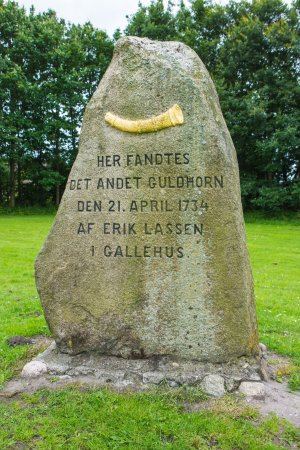 HER FANDTES
DET ANDET GULDHORN
DEN 21. APRIL 1734
AF ERIK LASSEN
I GALLEHUS.